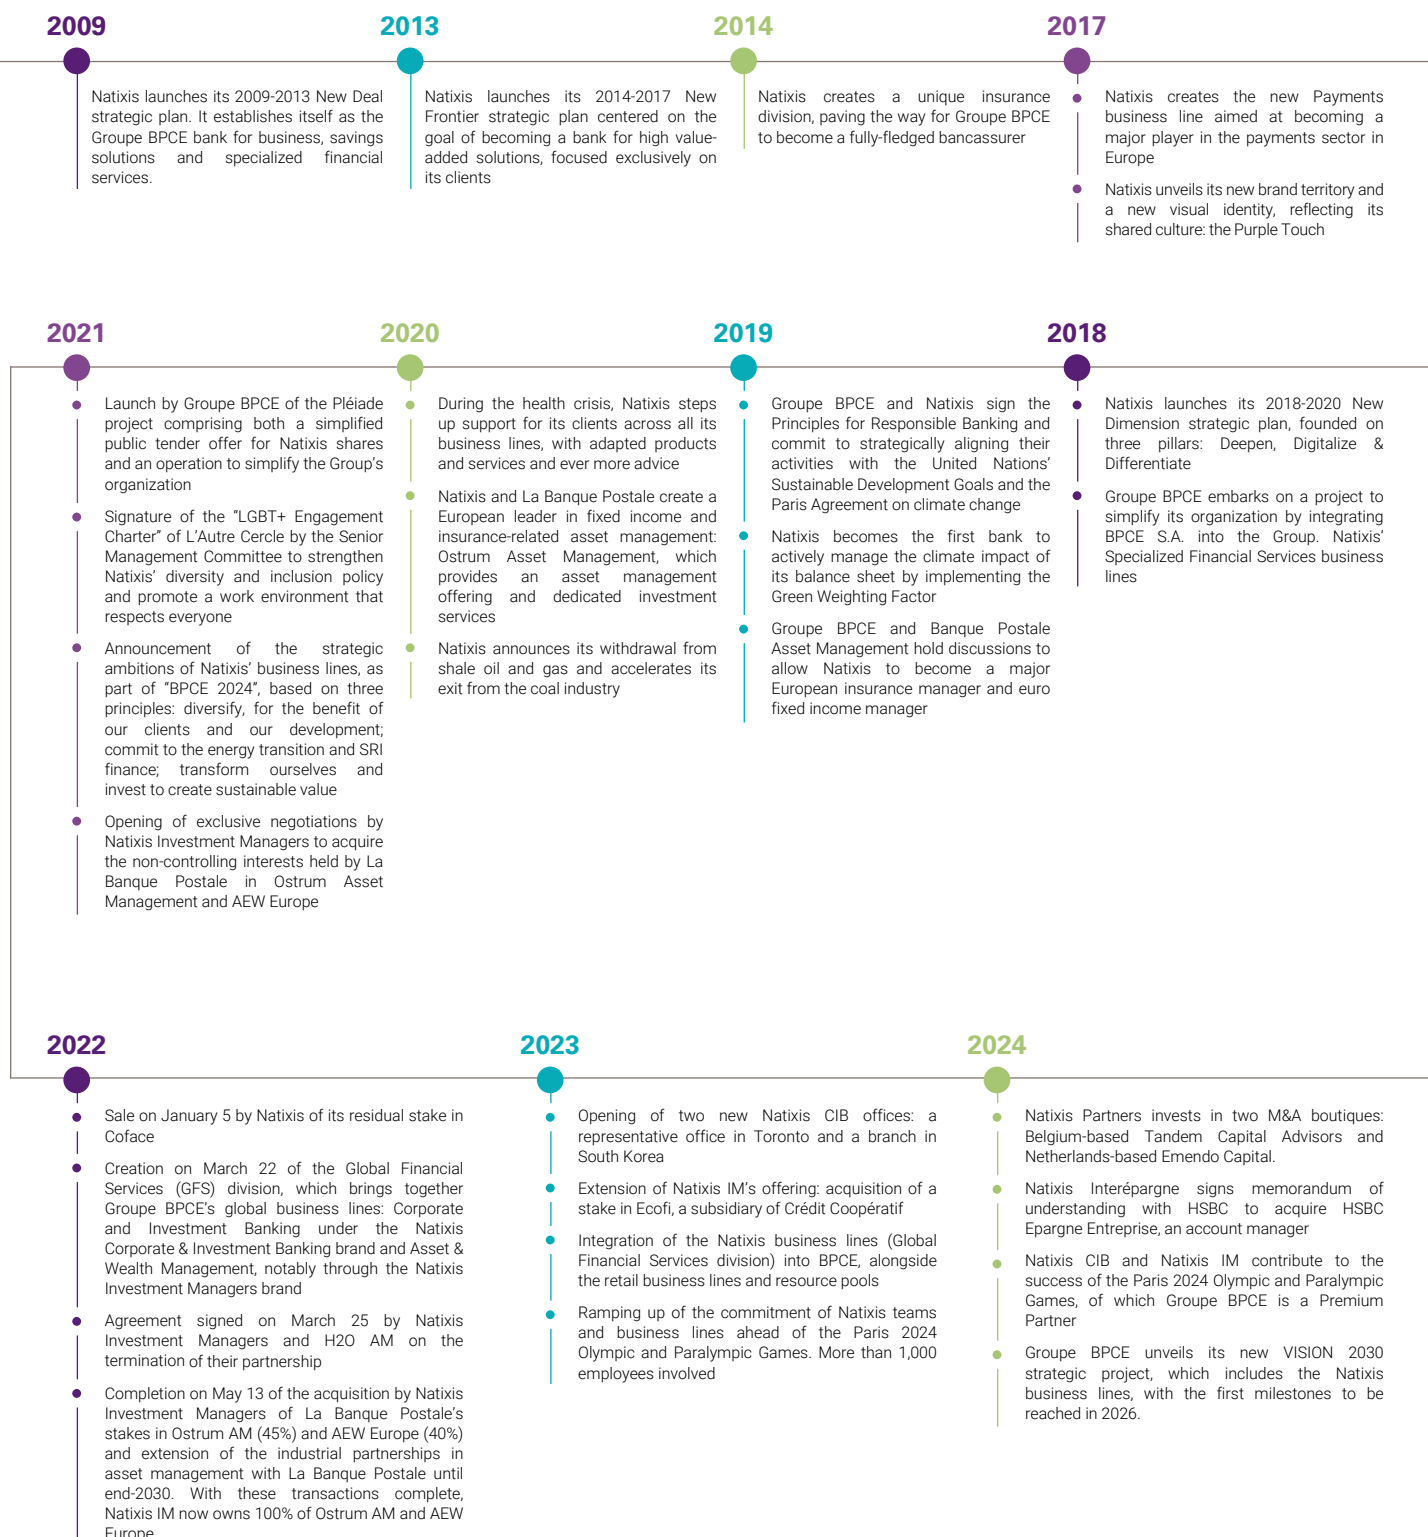 2009
Natixis launches its 2009-2013 New Deal
strategic plan. It establishes itself as the
Groupe BPCE bank for business, savings
solutions and specialized financial
services.
2013
Natixis launches its 2014-2017 New
Frontier strategic plan centered on the
goal of becoming a bank for high value-
added solutions, focused exclusively on
its clients
2014
Natixis creates a unique insurance
division, paving the way for Groupe BPCE
to become a fully-fledged bancassurer
2017
Natixis creates the new Payments
business line aimed at becoming a
major player in the payments sector in
Europe
Natixis unveils its new brand territory and
a new visual identity, reflecting its
shared culture: the Purple Touch
2021
Launch by Groupe BPCE of the Pléiade
project comprising both a simplified
public tender offer for Natixis shares
and an operation to simplify the Group's
organization
Signature of the "LGBT+ Engagement
Charter" of L'Autre Cercle by the Senior
Management Committee to strengthen
Natixis' diversity and inclusion policy
and promote a work environment that
respects everyone
Announcement of the strategic
ambitions of Natixis' business lines, as
part of "BPCE 2024", based on three
principles: diversify, for the benefit of
our clients and our development;
commit to the energy transition and SRI
finance; transform ourselves and
invest to create sustainable value
Opening of exclusive negotiations by
Natixis Investment Managers to acquire
the non-controlling interests held by La
Banque Postale in Ostrum Asset
Management and AEW Europe
2020
During the health crisis, Natixis steps
up support for its clients across all its
business lines, with adapted products
and services and ever more advice
Natixis and La Banque Postale create a
European leader in fixed income and
insurance-related asset management:
Ostrum Asset Management, which
provides an asset management
offering and dedicated investment
services
Natixis announces its withdrawal from
shale oil and gas and accelerates its
exit from the coal industry
2019
Groupe BPCE and Natixis sign the
Principles for Responsible Banking and
commit to strategically aligning their
activities with the United Nations'
Sustainable Development Goals and the
Paris Agreement on climate change
Natixis becomes the first bank to
actively manage the climate impact of
its balance sheet by implementing the
Green Weighting Factor
Groupe BPCE and Banque Postale
Asset Management hold discussions to
allow Natixis to become a major
European insurance manager and euro
fixed income manager
2018
Natixis launches its 2018-2020 New
Dimension strategic plan, founded on
three pillars: Deepen, Digitalize &
Differentiate
Groupe BPCE embarks on a project to
simplify its organization by integrating
BPCE S.A. into the Group. Natixis'
Specialized Financial Services business
lines
2022
Sale on January 5 by Natixis of its residual stake in
Coface
Creation on March 22 of the Global Financial
Services (GFS) division, which brings together
Groupe BPCE's global business lines: Corporate
and Investment Banking under the Natixis
Corporate & Investment Banking brand and Asset &
Wealth Management, notably through the Natixis
Investment Managers brand
Agreement signed on March 25 by Natixis
Investment Managers and H2O AM on the
termination of their partnership
Completion on May 13 of the acquisition by Natixis
Investment Managers of La Banque Postale's
stakes in Ostrum AM (45%) and AEW Europe (40%)
and extension of the industrial partnerships in
asset management with La Banque Postale until
end-2030. With these transactions complete,
Natixis IM now owns 100% of Ostrum AM and AEW
Europe
2023
Opening of two new Natixis CIB offices: a
representative office in Toronto and a branch in
South Korea
Extension of Natixis IM's offering: acquisition of a
stake in Ecofi, a subsidiary of Crédit Coopératif
Integration of the Natixis business lines (Global
Financial Services division) into BPCE, alongside
the retail business lines and resource pools
Ramping up of the commitment of Natixis teams
and business lines ahead of the Paris 2024
Olympic and Paralympic Games. More than 1,000
employees involved
2024
Natixis Partners invests in two M&A boutiques:
Belgium-based Tandem Capital Advisors and
Netherlands-based Emendo Capital.
Natixis Interépargne signs memorandum of
understanding with HSBC to acquire HSBC
Epargne Entreprise, an account manager
Natixis CIB and Natixis IM contribute to the
success of the Paris 2024 Olympic and Paralympic
Games, of which Groupe BPCE is a Premium
Partner
Groupe BPCE unveils its new VISION 2030
strategic project, which includes the Natixis
business lines, with the first milestones to be
reached in 2026.